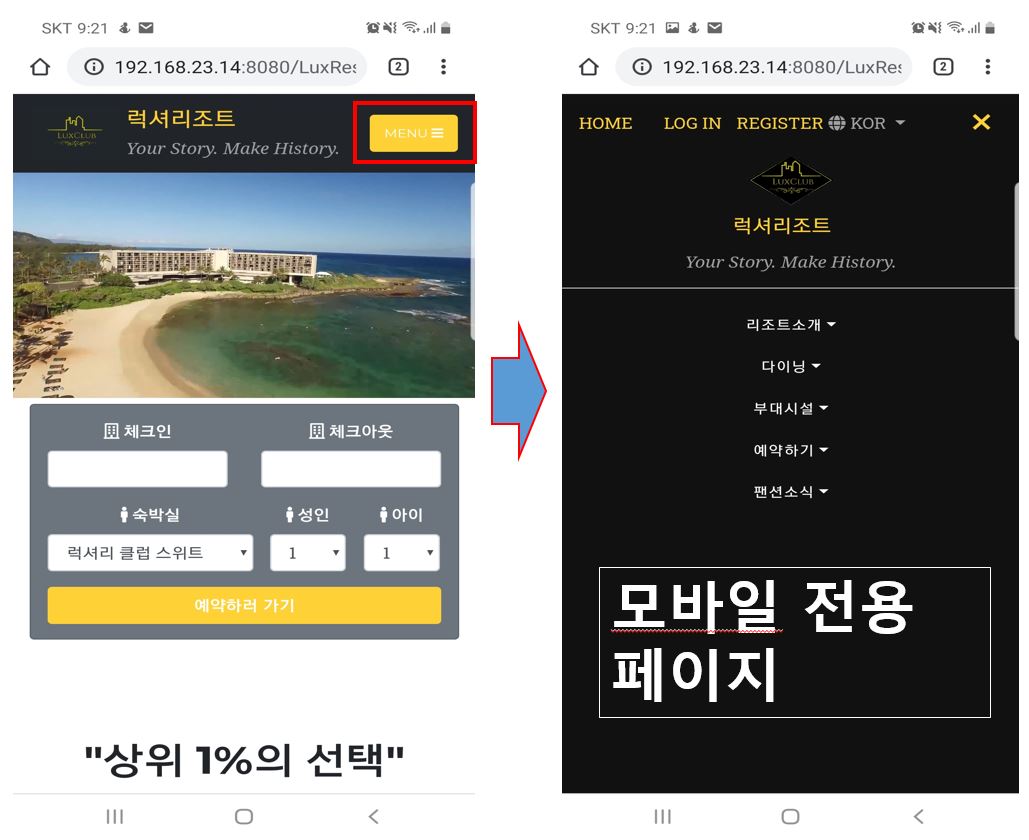 SKT 9:21
192.168.23.14:8080/LuxRes
2
LUXCLUB
럭셔리조트
Your Story. Make History.
MENU
체크인 체크아웃
숙박실 성인 아이
럭셔리 클럽 스위트 1 1
예약하러 가기
"상위 1%의 선택"
SKT 9:21
192.168.23.14:8080/LuxRes
2
HOME LOG IN REGISTER KOR
LUXCLUB
럭셔리조트
Your Story. Make History.
리조트소개
다이닝
부대시설
예약하기
팬션소식
모바일 전용
페이지